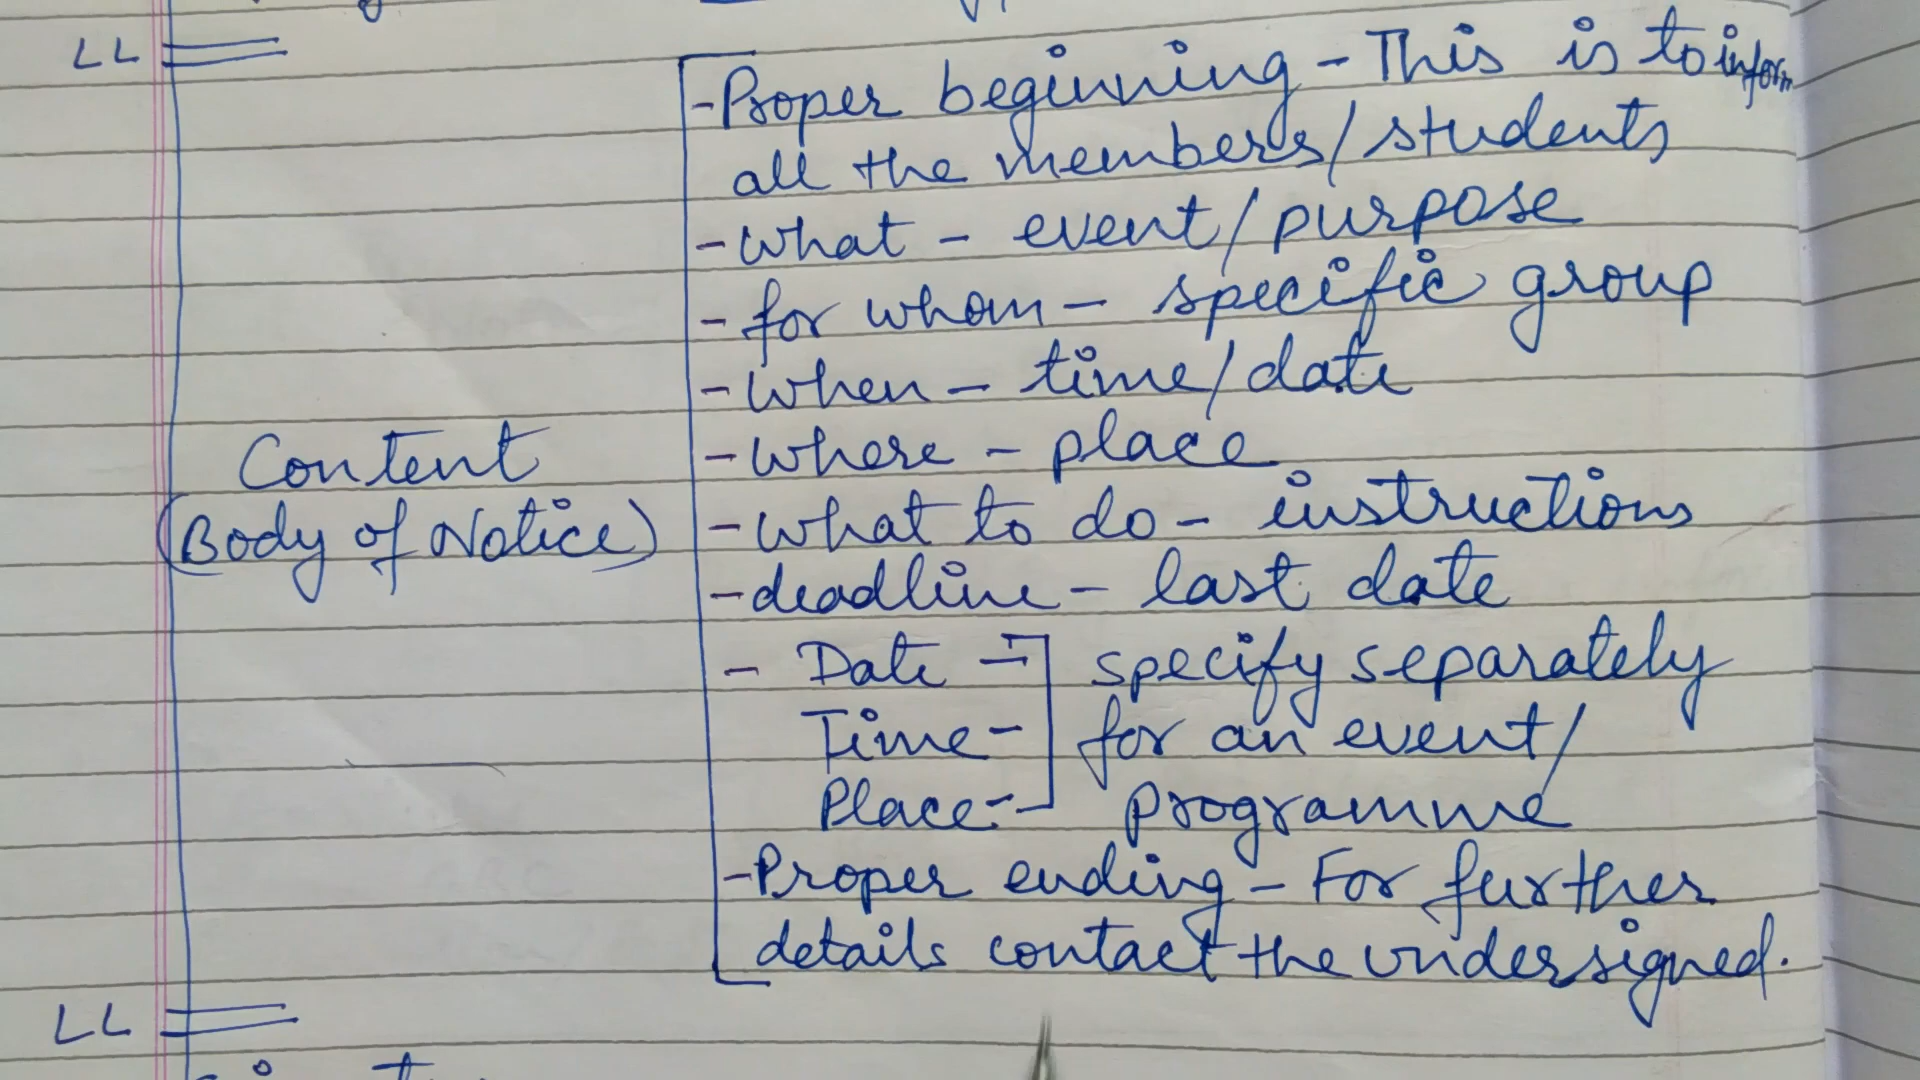 LL
- Proper beginning - This is to inform
all the members/students
- what - event/purpose
- for whom - specific group
- when - time/date
- where - place
Content
(Body of Notice)
- what to do - instructions
- deadline - last date
- Date - specify separately
Time - for an event/
Place - programme
- Proper ending - For further
details contact the undersigned.
LL